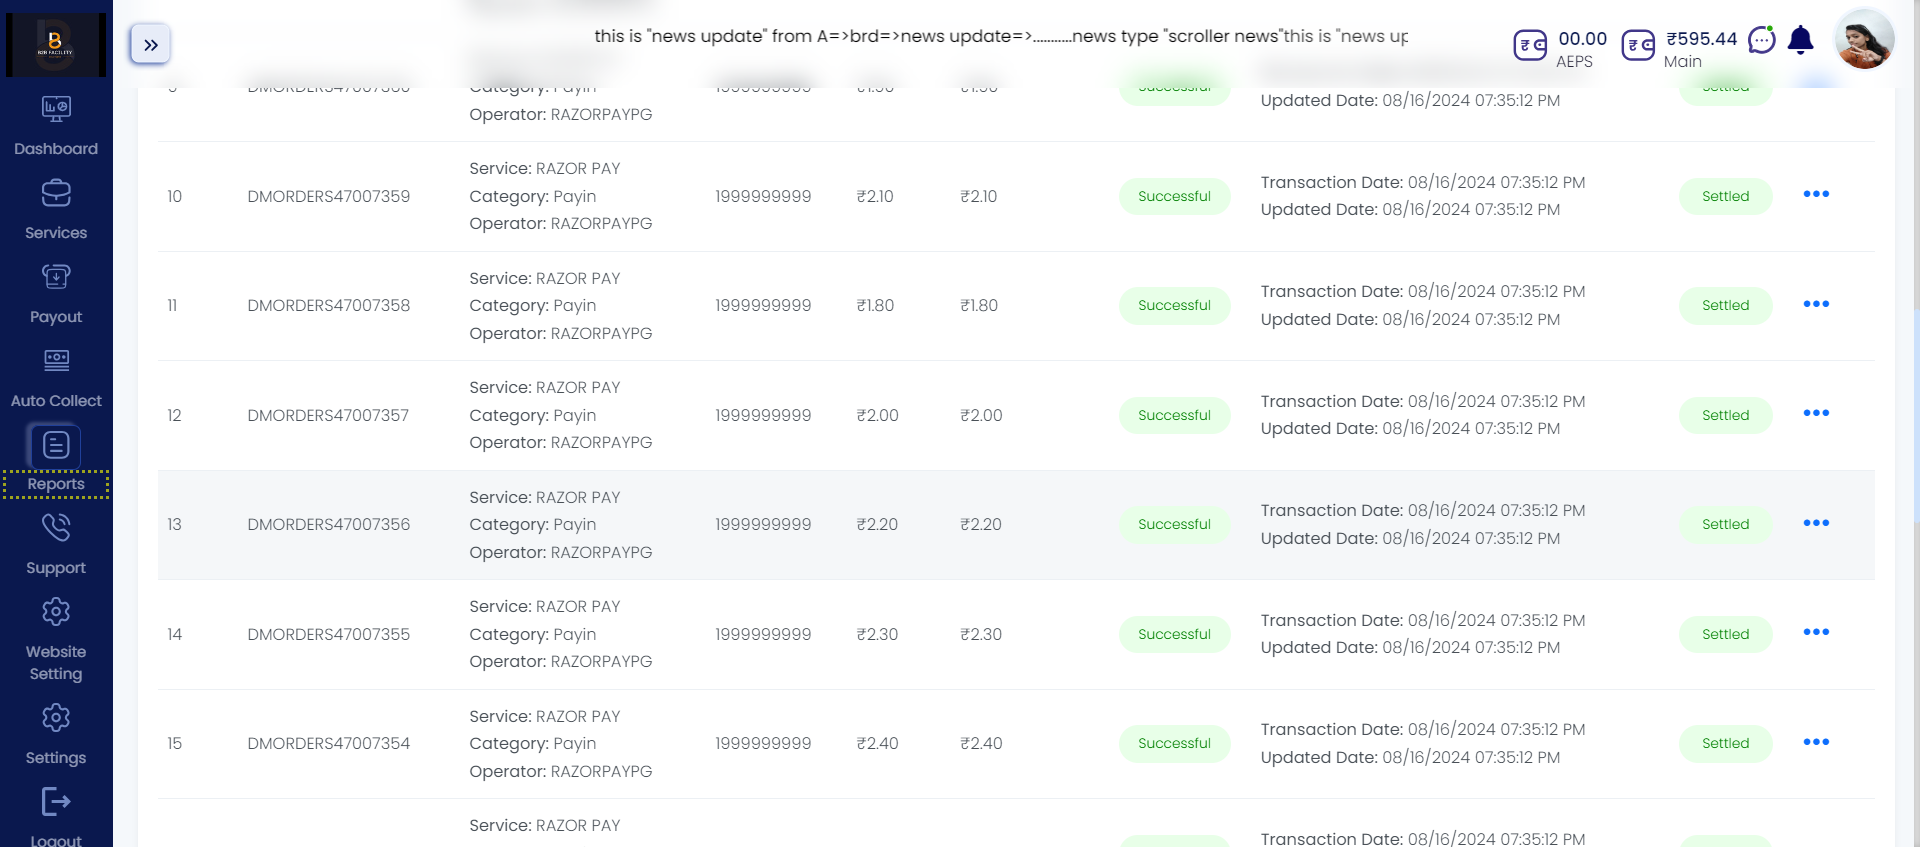 B2B FACILITY
this is "news update" from A=>brd=>news update=>...........news type "scroller news"this is "news up
00.00
AEPS
₹595.44
Main
Dashboard
Services
Payout
Auto Collect
Reports
Support
Website
Setting
Settings
Logout
Category: Payin
Operator: RAZORPAYPG
1999999999
Successful
Updated Date: 08/16/2024 07:35:12 PM
Settled
10
DMORDERS47007359
Service: RAZOR PAY
Category: Payin
Operator: RAZORPAYPG
1999999999
₹2.10
₹2.10
Successful
Transaction Date: 08/16/2024 07:35:12 PM
Updated Date: 08/16/2024 07:35:12 PM
Settled
11
DMORDERS47007358
Service: RAZOR PAY
Category: Payin
Operator: RAZORPAYPG
1999999999
₹1.80
₹1.80
Successful
Transaction Date: 08/16/2024 07:35:12 PM
Updated Date: 08/16/2024 07:35:12 PM
Settled
12
DMORDERS47007357
Service: RAZOR PAY
Category: Payin
Operator: RAZORPAYPG
1999999999
₹2.00
₹2.00
Successful
Transaction Date: 08/16/2024 07:35:12 PM
Updated Date: 08/16/2024 07:35:12 PM
Settled
13
DMORDERS47007356
Service: RAZOR PAY
Category: Payin
Operator: RAZORPAYPG
1999999999
₹2.20
₹2.20
Successful
Transaction Date: 08/16/2024 07:35:12 PM
Updated Date: 08/16/2024 07:35:12 PM
Settled
14
DMORDERS47007355
Service: RAZOR PAY
Category: Payin
Operator: RAZORPAYPG
1999999999
₹2.30
₹2.30
Successful
Transaction Date: 08/16/2024 07:35:12 PM
Updated Date: 08/16/2024 07:35:12 PM
Settled
15
DMORDERS47007354
Service: RAZOR PAY
Category: Payin
Operator: RAZORPAYPG
1999999999
₹2.40
₹2.40
Successful
Transaction Date: 08/16/2024 07:35:12 PM
Updated Date: 08/16/2024 07:35:12 PM
Settled
Service: RAZOR PAY
Transaction Date: 08/16/2024 07:35:12 PM